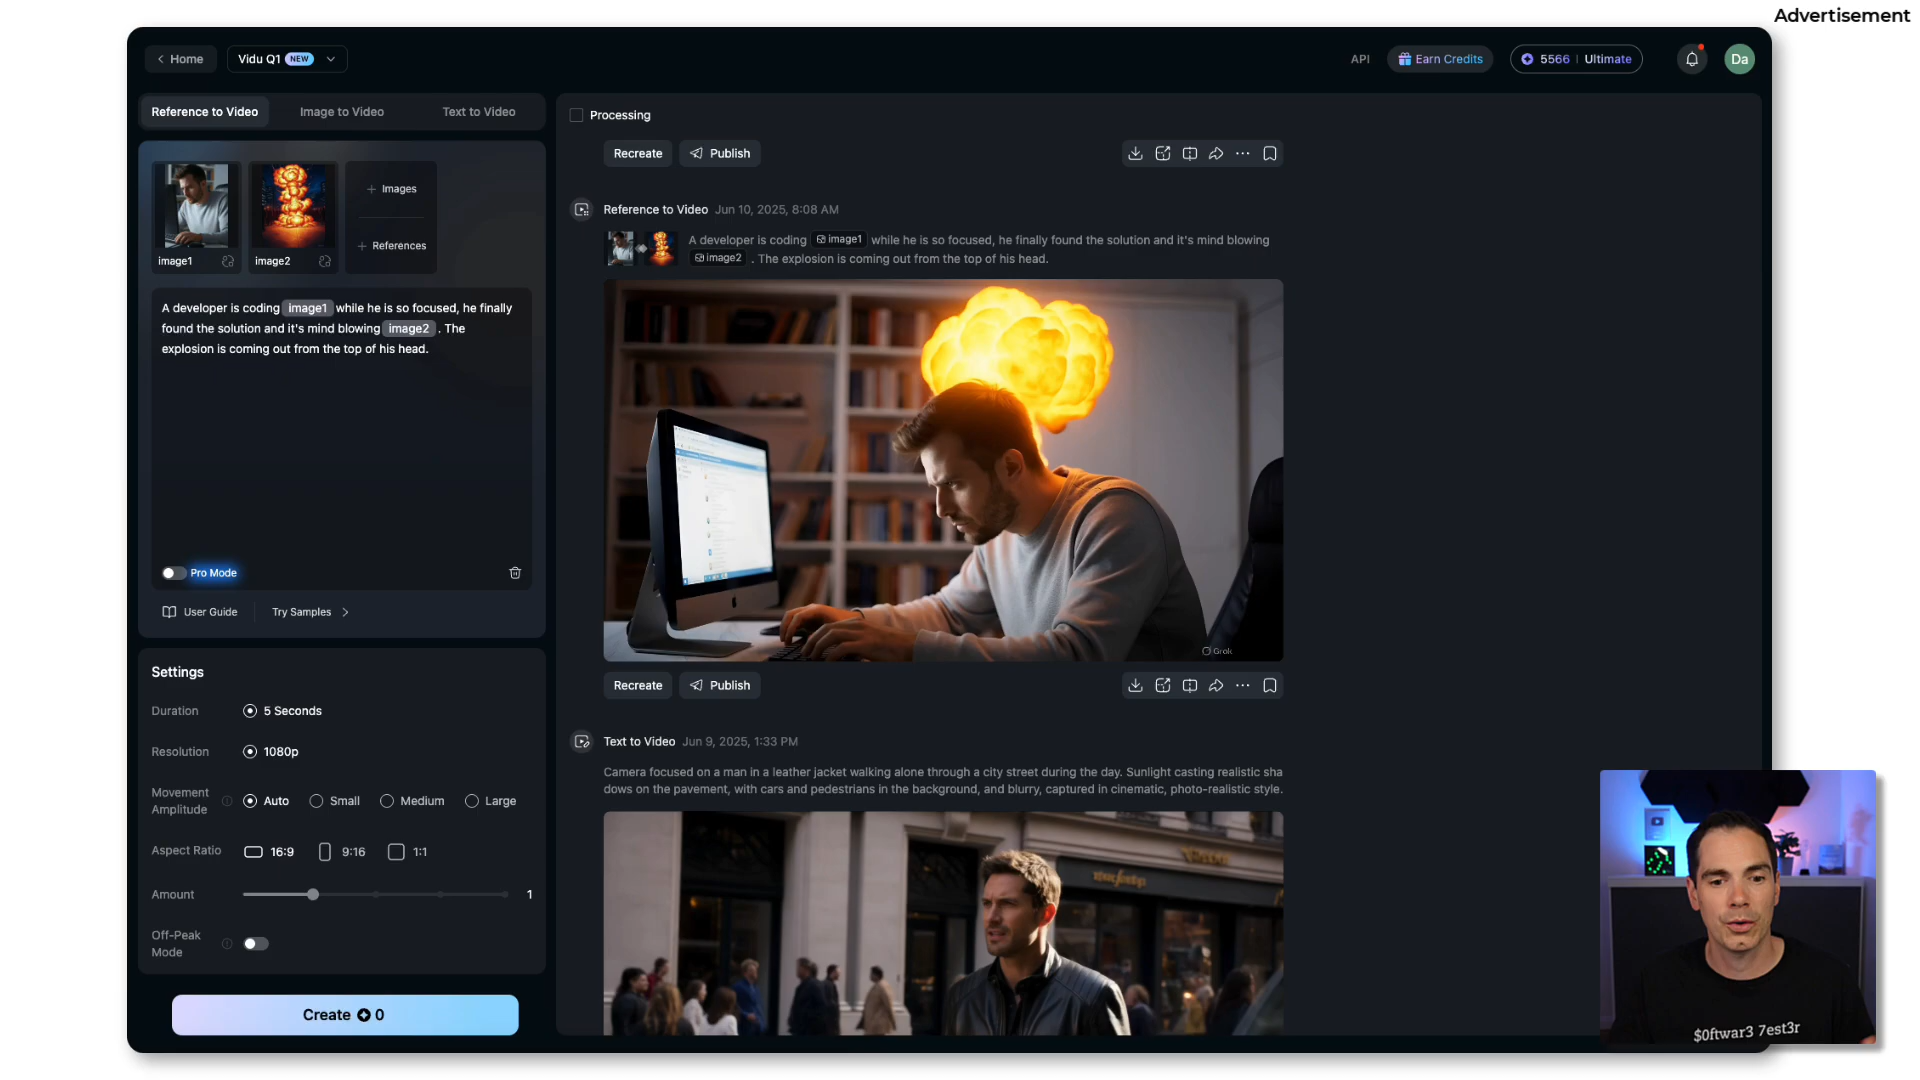 Advertisement
Home
Vidu Q1 NEW
API
Earn Credits
5566 | Ultimate
Da
Reference to Video
Image to Video
Text to Video
image1
image2
+ Images
+ References
A developer is coding image1 while he is so focused, he finally
found the solution and it's mind blowing image2 . The
explosion is coming out from the top of his head.
Pro Mode
User Guide
Try Samples
Settings
Duration
5 Seconds
Resolution
1080p
Movement
Amplitude
Auto
Small
Medium
Large
Aspect Ratio
16:9
9:16
1:1
Amount
1
Off-Peak
Mode
Create 0
Processing
Recreate
Publish
Reference to Video Jun 10, 2025, 8:08 AM
A developer is coding image1 while he is so focused, he finally found the solution and it's mind blowing
image2 . The explosion is coming out from the top of his head.
Grok
Recreate
Publish
Text to Video Jun 9, 2025, 1:33 PM
Camera focused on a man in a leather jacket walking alone through a city street during the day. Sunlight casting realistic sha
dows on the pavement, with cars and pedestrians in the background, and blurry, captured in cinematic, photo-realistic style.
$0ftwar3 7est3r